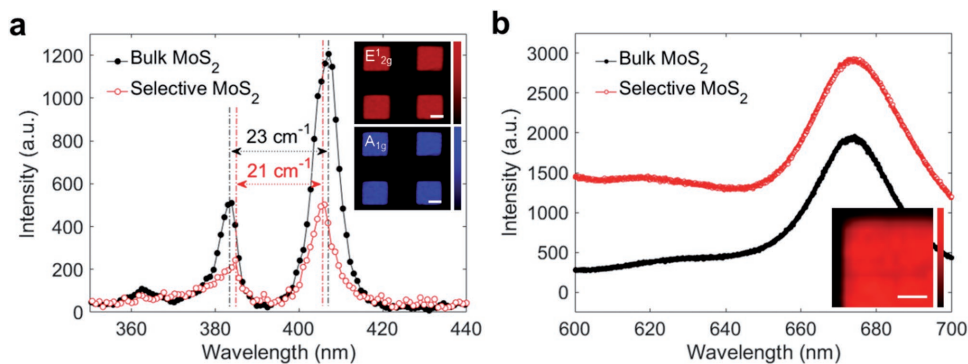 a
1200
1000
800
600
400
200
0
360
380
400
420
440
Intensity (a.u.)
Wavelength (nm)
Bulk MoS₂
Selective MoS₂
23 cm⁻¹
21 cm⁻¹
E¹₂g
A₁g
b
3000
2500
2000
1500
1000
500
0
600
620
640
660
680
700
Intensity (a.u.)
Wavelength (nm)
Bulk MoS₂
Selective MoS₂